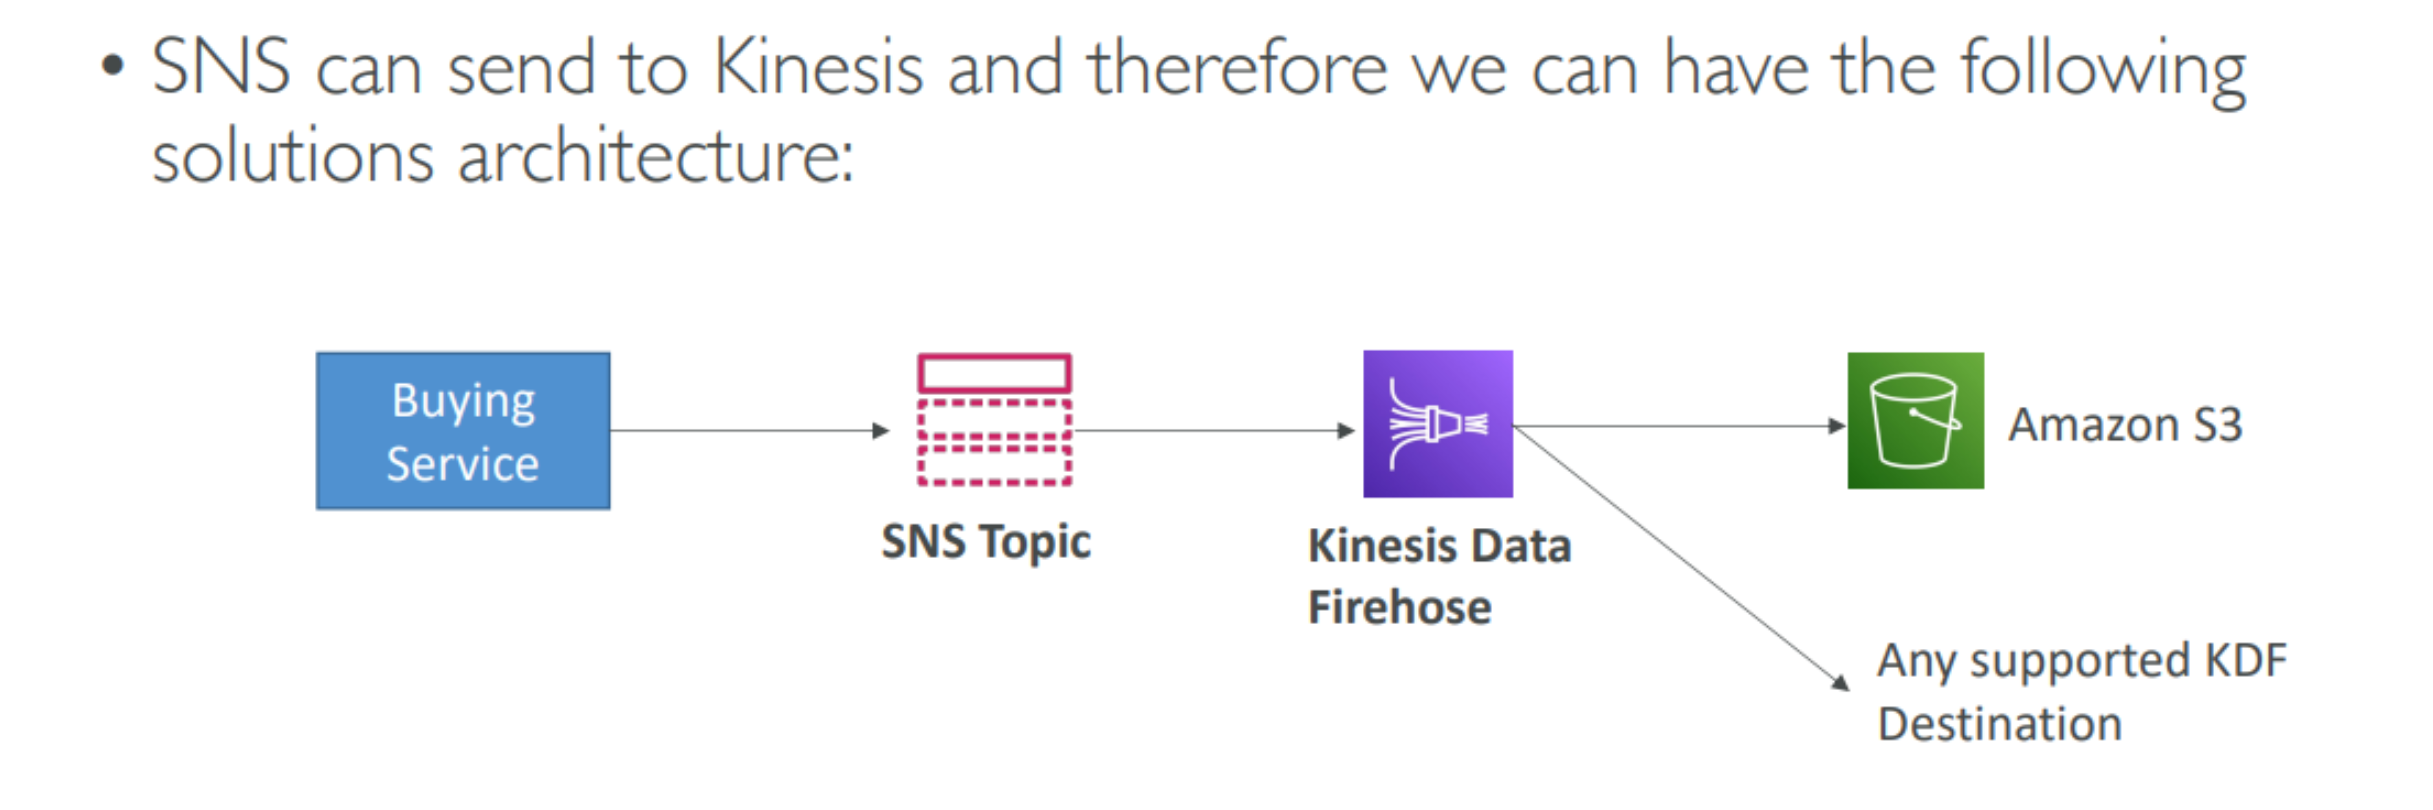 • SNS can send to Kinesis and therefore we can have the following
solutions architecture:
Buying
Service
SNS Topic
Kinesis Data
Firehose
Amazon S3
Any supported KDF
Destination